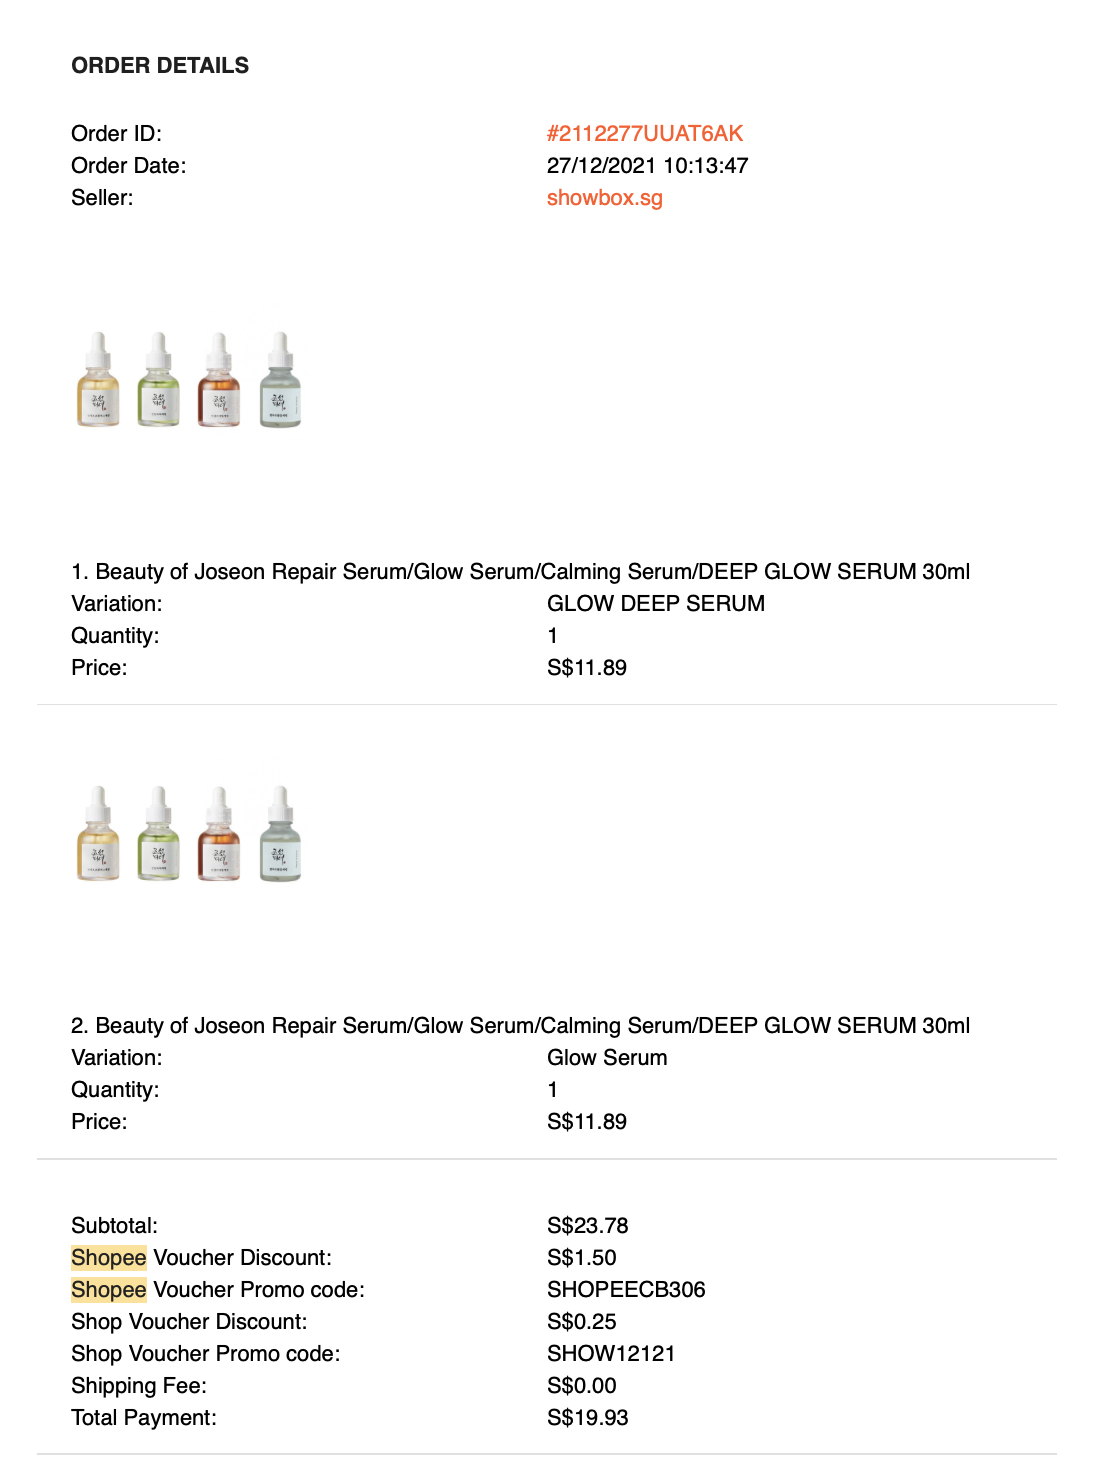 ORDER DETAILS
Order ID: #2112277UUAT6AK
Order Date: 27/12/2021 10:13:47
Seller: showbox.sg
1. Beauty of Joseon Repair Serum/Glow Serum/Calming Serum/DEEP GLOW SERUM 30ml
Variation: GLOW DEEP SERUM
Quantity: 1
Price: S$11.89
2. Beauty of Joseon Repair Serum/Glow Serum/Calming Serum/DEEP GLOW SERUM 30ml
Variation: Glow Serum
Quantity: 1
Price: S$11.89
Subtotal: S$23.78
Shopee Voucher Discount: S$1.50
Shopee Voucher Promo code: SHOPEECB306
Shop Voucher Discount: S$0.25
Shop Voucher Promo code: SHOW12121
Shipping Fee: S$0.00
Total Payment: S$19.93